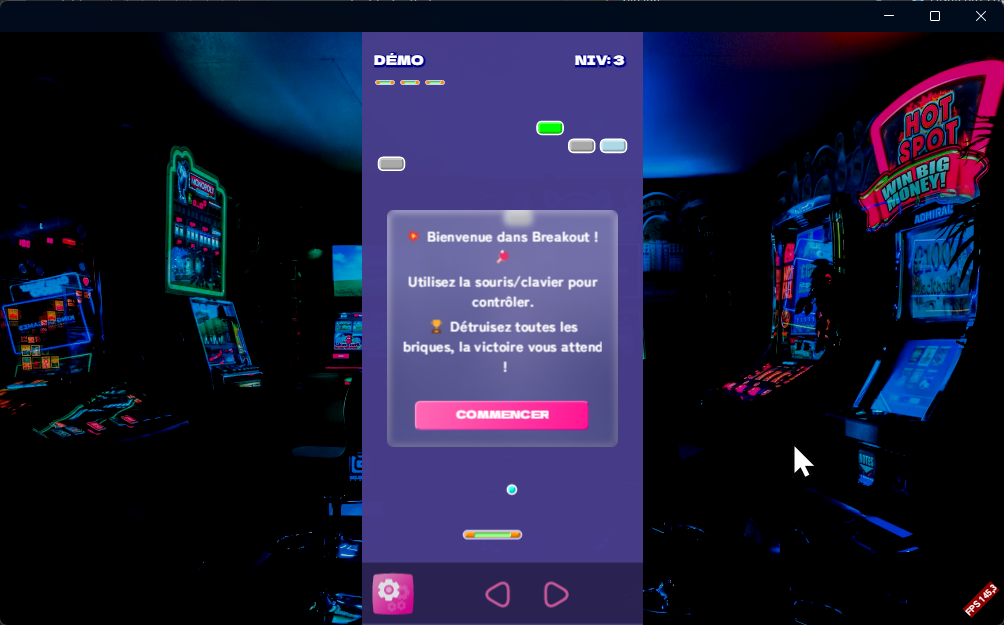 DÉMO
NIV: 3
💥 Bienvenue dans Breakout !
🏓
Utilisez la souris/clavier pour
contrôler.
🏆 Détruisez toutes les
briques, la victoire vous attend
!
COMMENCER
MONOPOLY
HOT
SPOT
WIN BIG
MONEY!
ADMIRAL
FPS 145,3